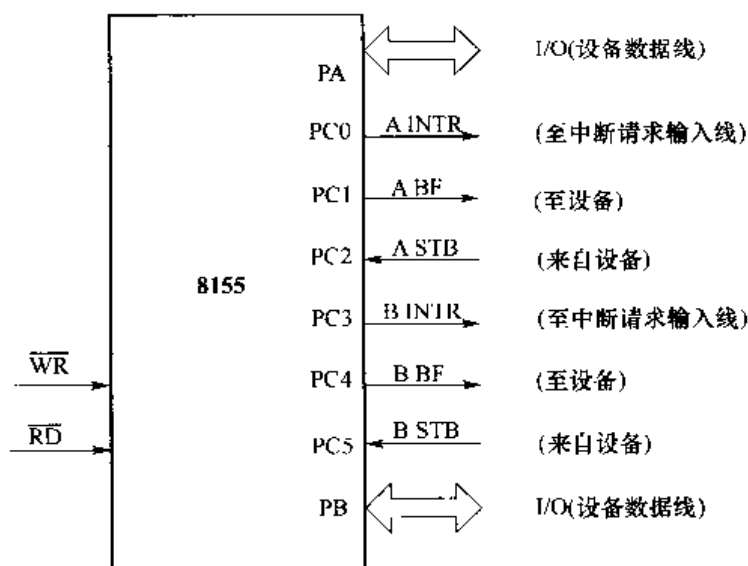 PA I/O(设备数据线)
PC0 A INTR (至中断请求输入线)
PC1 A BF (至设备)
PC2 A STB (来自设备)
8155
PC3 B INTR (至中断请求输入线)
WR PC4 B BF (至设备)
RD PC5 B STB (来自设备)
PB I/O(设备数据线)